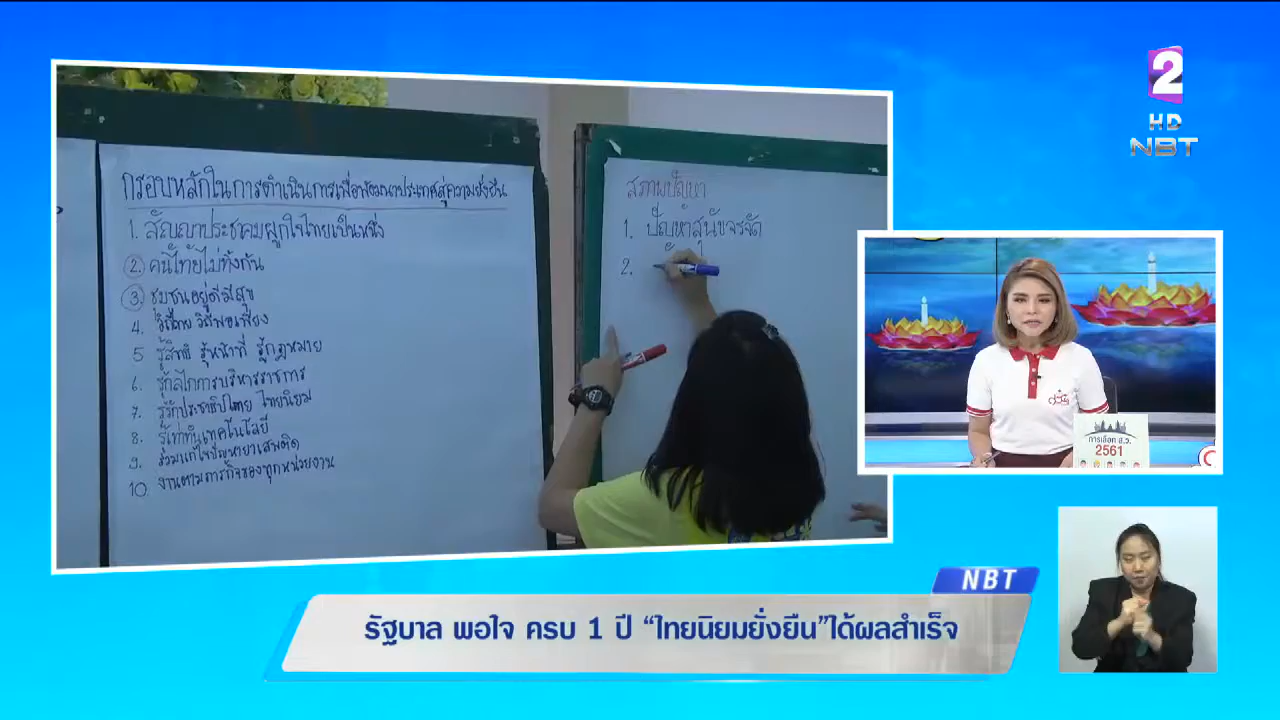 2
HD
NBT
กรอบหลักในการดำเนินการเพื่อพัฒนาประเทศสู่ความยั่งยืน
1. สัญญาประชาคมผูกใจไทยเป็นหนึ่ง
2. คนไทยไม่ทิ้งกัน
3. ชุมชนอยู่ดีมีสุข
4. วิถีไทย วิถีพอเพียง
5 รู้สิทธิ รู้หน้าที่ รู้กฎหมาย
6. รู้กลไกการบริหารราชการ
7. รู้รักประชาธิปไตย ไทยนิยม
8. รู้เท่าทันเทคโนโลยี
9. ร่วมแก้ไขปัญหายาเสพติด
10. งานตามภารกิจของทุกหน่วยงาน
สภาพปัญหา
1. ปัญหาสุนัขจรจัด
2.
การเลือก ส.ว.
2561
NBT
รัฐบาล พอใจ ครบ 1 ปี “ไทยนิยมยั่งยืน”ได้ผลสำเร็จ